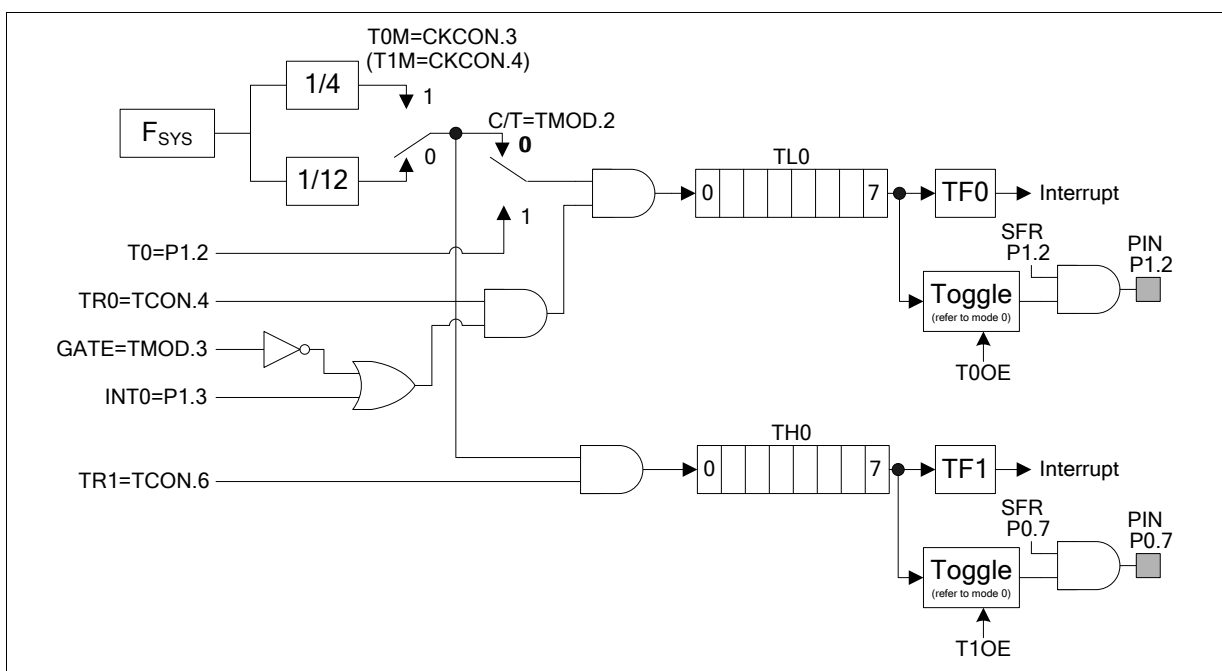 T0M=CKCON.3
(T1M=CKCON.4)
1/4
1
C/T=TMOD.2
F_SYS
0
0
1/12
1
TL0
0 7
TF0
Interrupt
SFR
P1.2
PIN
P1.2
T0=P1.2
TR0=TCON.4
Toggle
(refer to mode 0)
GATE=TMOD.3
T0OE
INT0=P1.3
TH0
0 7
TF1
Interrupt
TR1=TCON.6
SFR
P0.7
PIN
P0.7
Toggle
(refer to mode 0)
T1OE